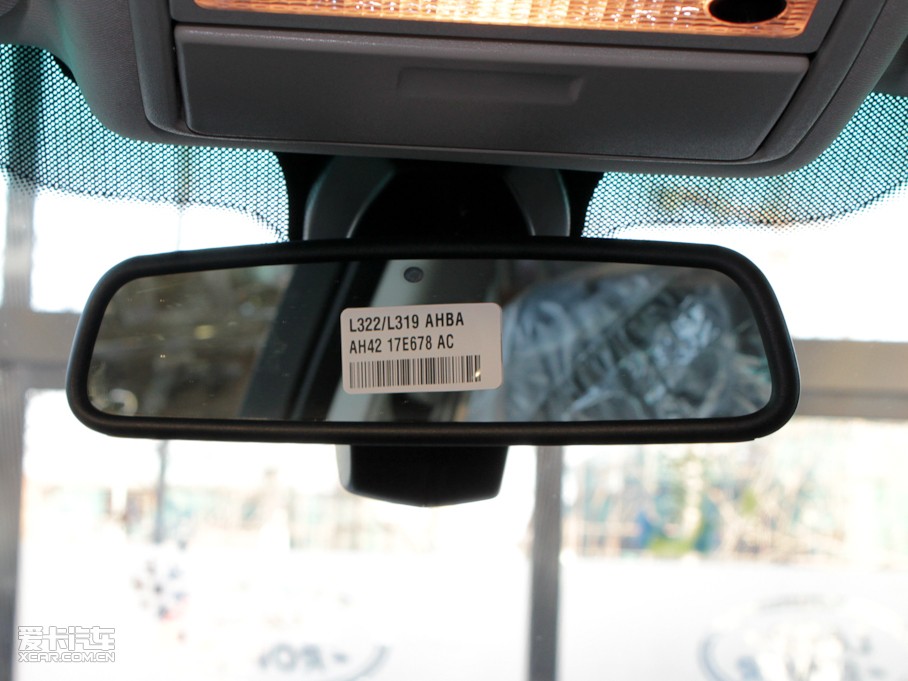 L322/L319 AHBA
AH42 17E678 AC
爱卡汽车
XCAR.COM.CN